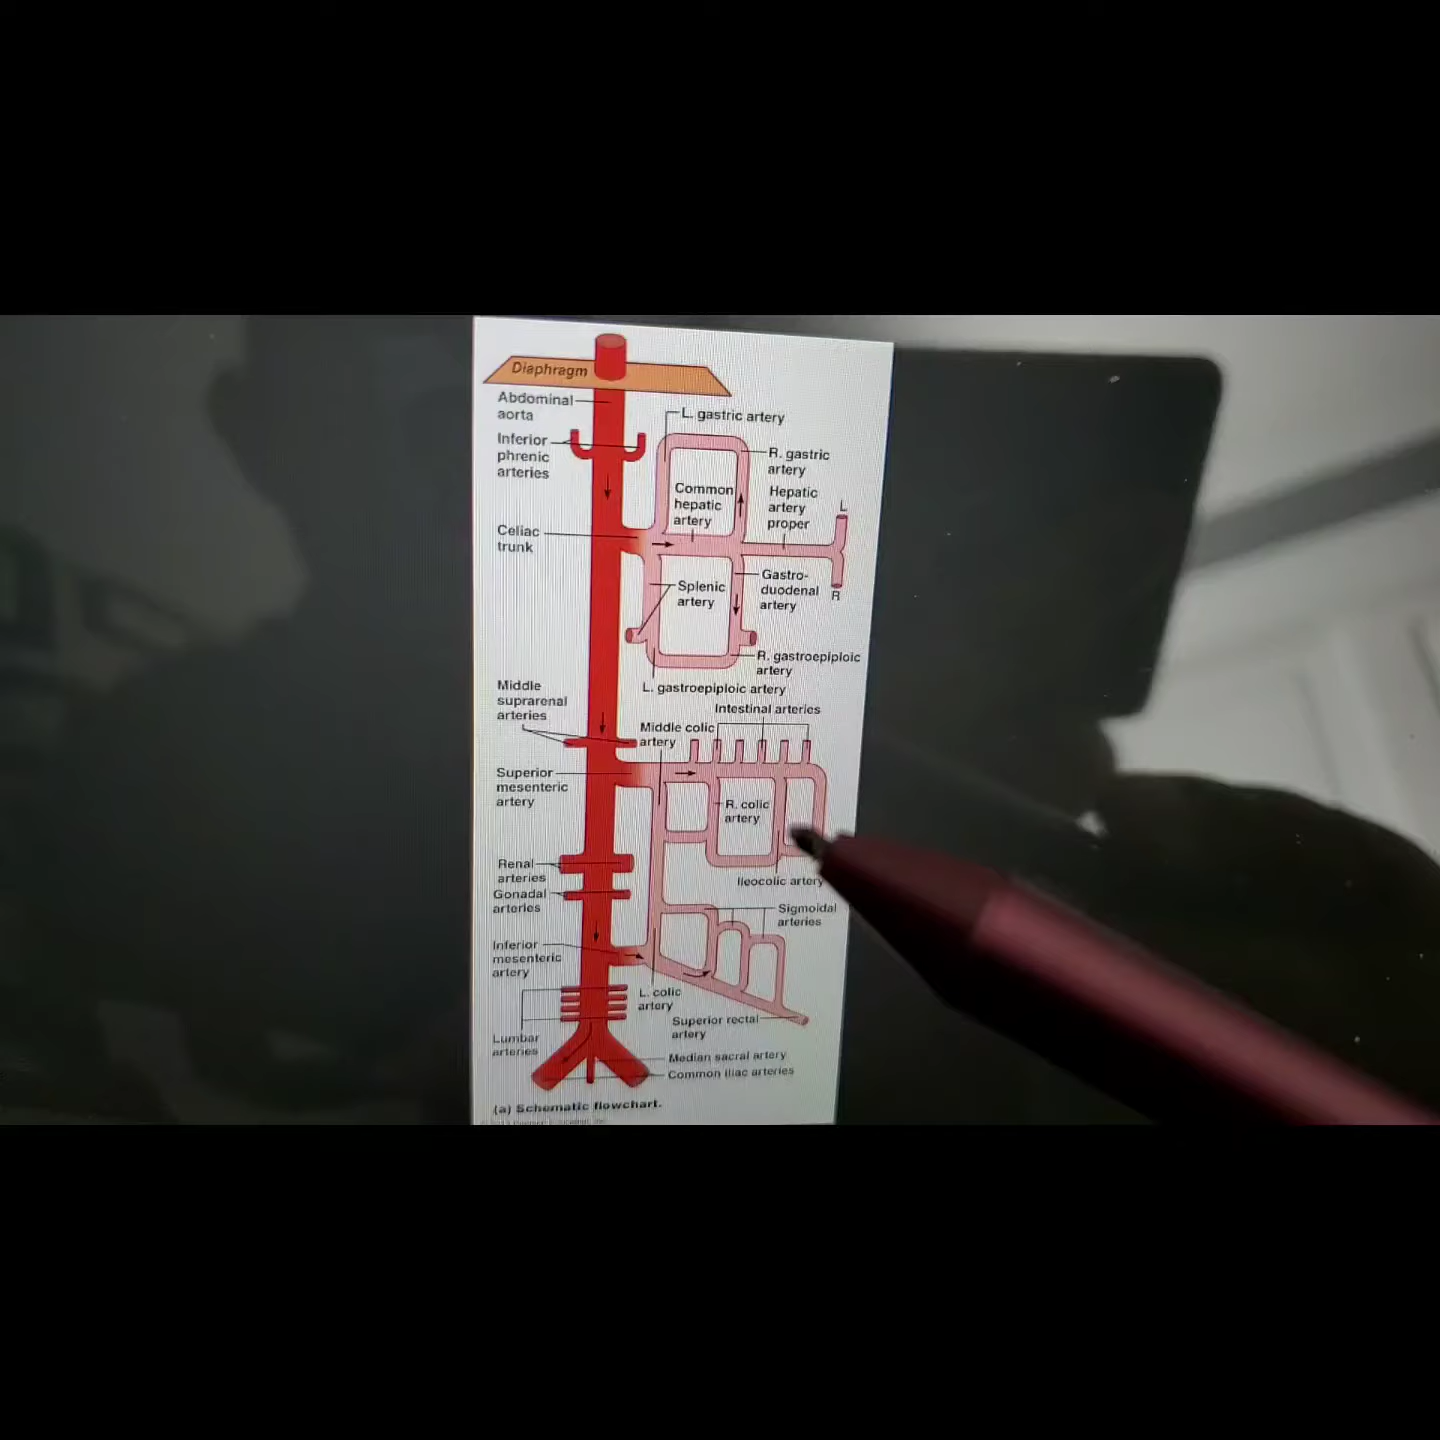 Diaphragm
Abdominal
aorta
L. gastric artery
Inferior
phrenic
arteries
R. gastric
artery
Common
hepatic
artery
Hepatic
artery
proper
L
Celiac
trunk
Splenic
artery
Gastro-
duodenal
artery
R
R. gastroepiploic
artery
L. gastroepiploic artery
Middle
suprarenal
arteries
Intestinal arteries
Middle colic
artery
Superior
mesenteric
artery
R. colic
artery
Renal
arteries
Ileocolic artery
Gonadal
arteries
Sigmoidal
arteries
Inferior
mesenteric
artery
L. colic
artery
Superior rectal
artery
Lumbar
arteries
Median sacral artery
Common iliac arteries
(a) Schematic flowchart.